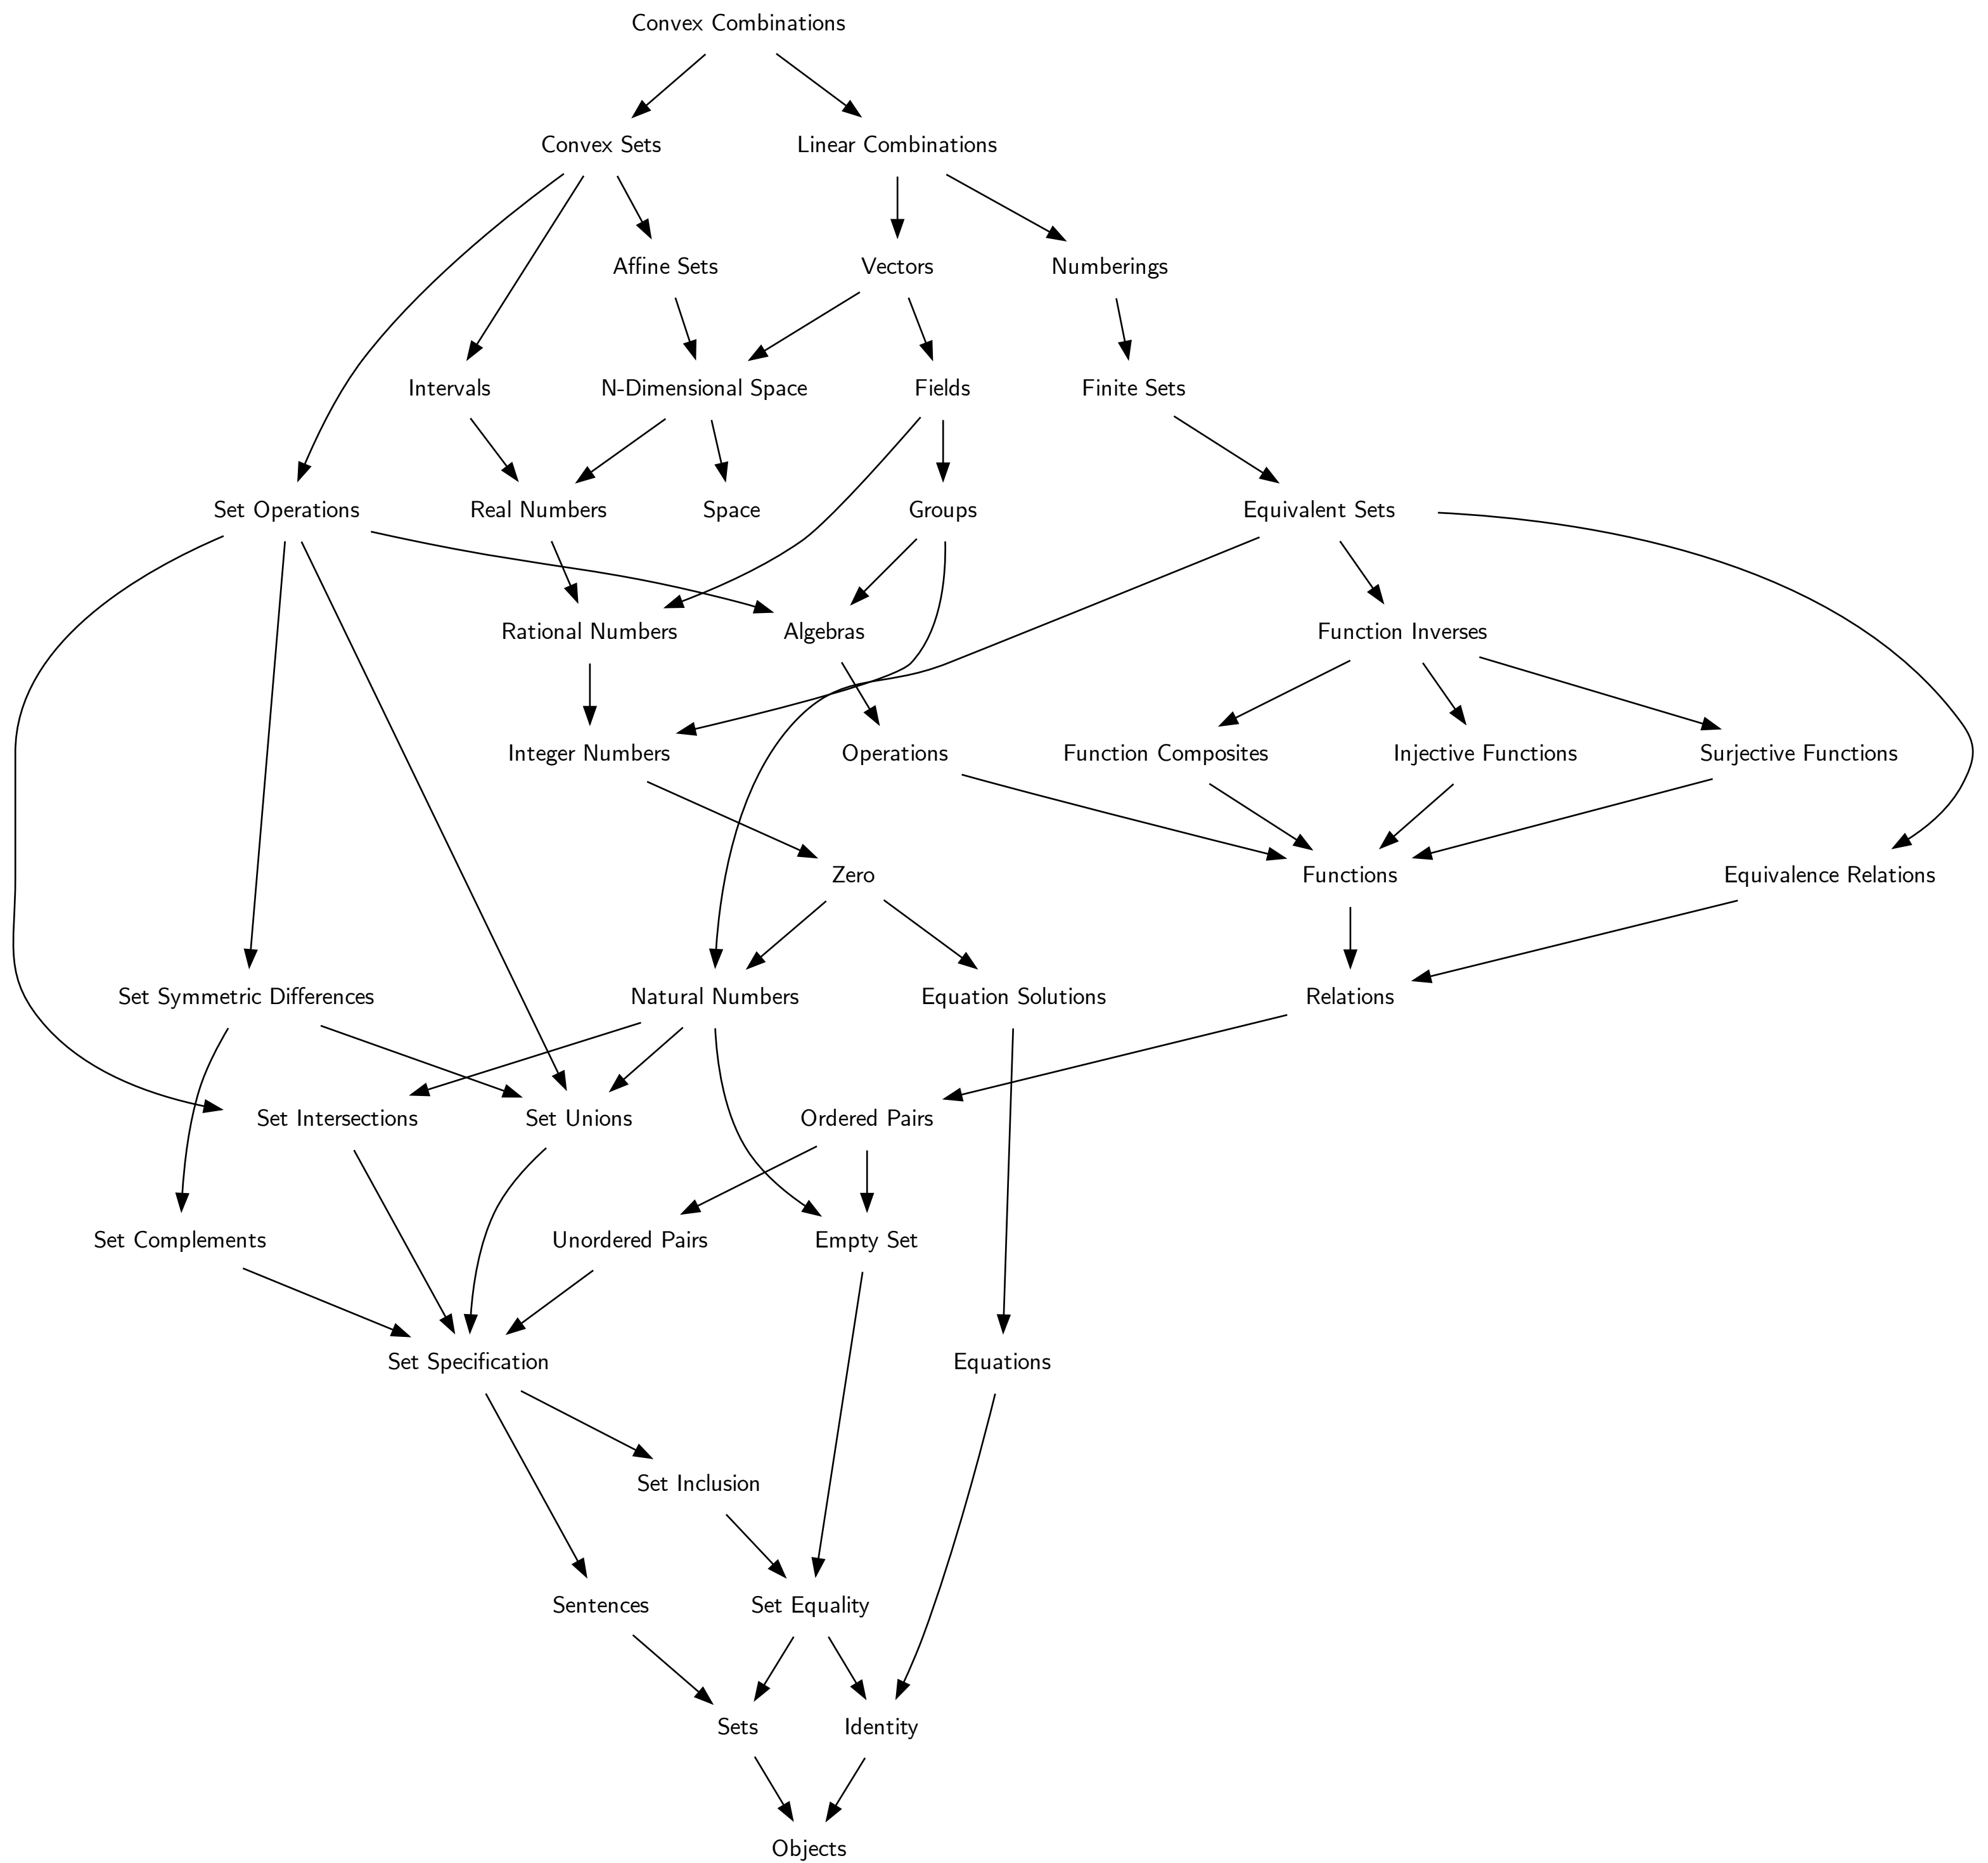 Convex Combinations
Convex Sets
Linear Combinations
Affine Sets
Vectors
Numberings
Intervals
N-Dimensional Space
Fields
Finite Sets
Set Operations
Real Numbers
Space
Groups
Equivalent Sets
Rational Numbers
Algebras
Function Inverses
Integer Numbers
Operations
Function Composites
Injective Functions
Surjective Functions
Zero
Functions
Equivalence Relations
Set Symmetric Differences
Natural Numbers
Equation Solutions
Relations
Set Intersections
Set Unions
Ordered Pairs
Set Complements
Unordered Pairs
Empty Set
Set Specification
Equations
Set Inclusion
Sentences
Set Equality
Sets
Identity
Objects